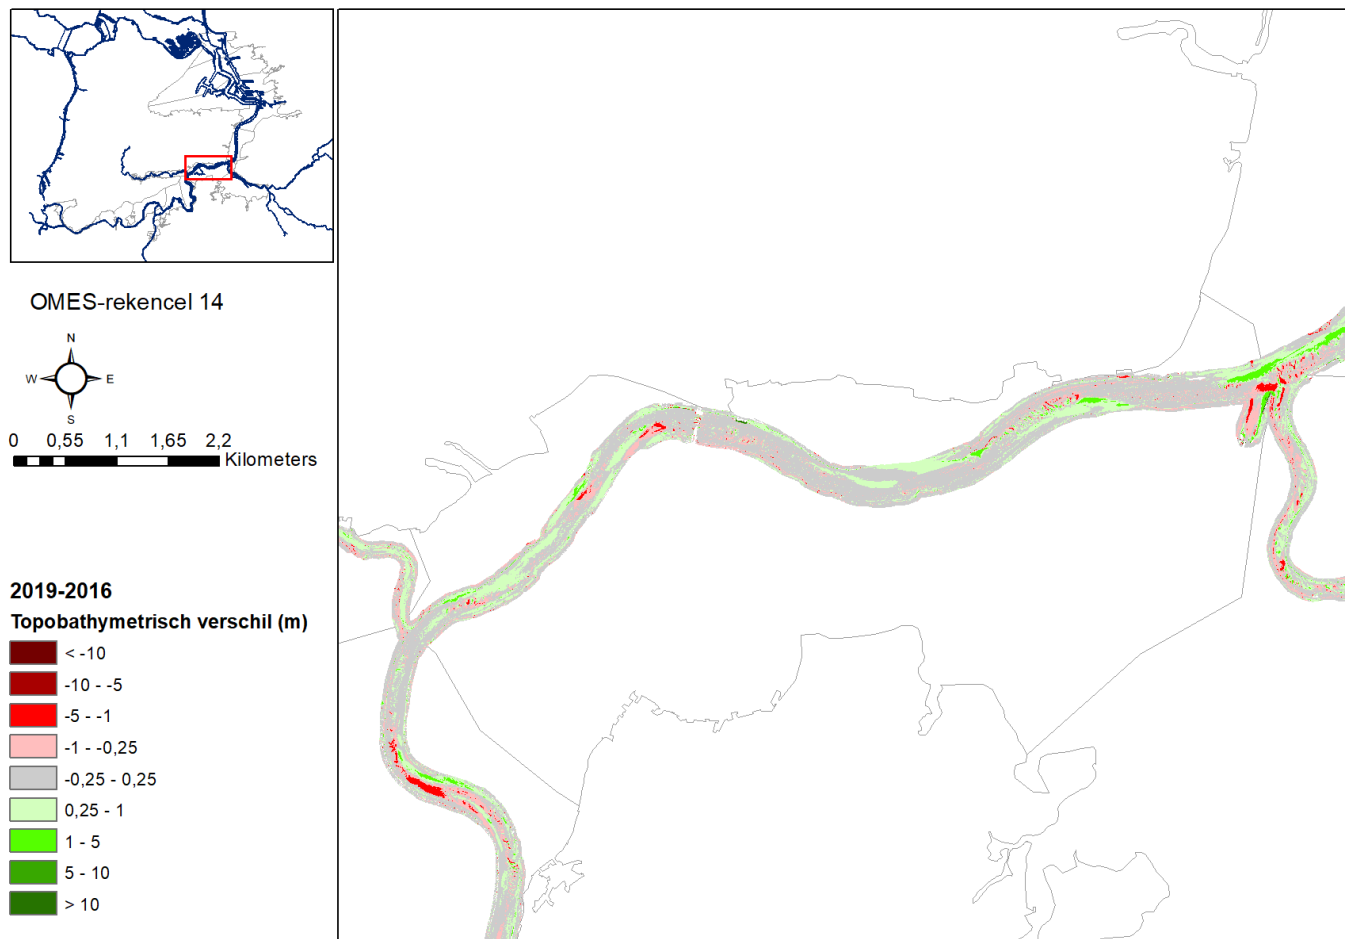 OMES-rekencel 14
N
W E
S
0 0,55 1,1 1,65 2,2
Kilometers
2019-2016
Topobathymetrisch verschil (m)
< -10
-10 - -5
-5 - -1
-1 - -0,25
-0,25 - 0,25
0,25 - 1
1 - 5
5 - 10
> 10